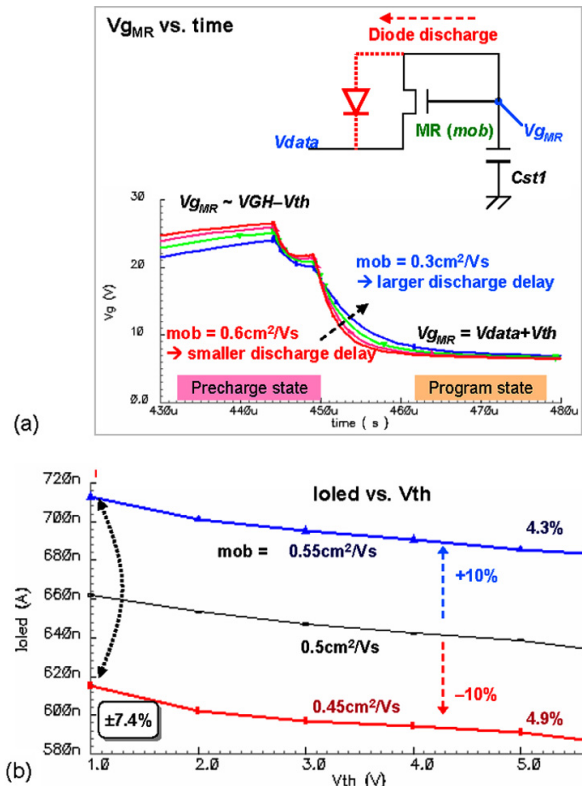 VgMR vs. time
Diode discharge
Vdata
MR (mob)
VgMR
Cst1
VgMR ~ VGH–Vth
mob = 0.3cm²/Vs
→ larger discharge delay
mob = 0.6cm²/Vs
→ smaller discharge delay
VgMR = Vdata+Vth
Precharge state
Program state
Vg (V)
30
20
10
0.0
430u 440u 450u 460u 470u 480u
time ( s )
(a)
Ioled vs. Vth
720n
700n
680n
660n
640n
620n
600n
580n
Ioled (A)
mob = 0.55cm²/Vs
4.3%
+10%
0.5cm²/Vs
–10%
0.45cm²/Vs
4.9%
±7.4%
1.0 2.0 3.0 4.0 5.0
Vth (V)
(b)